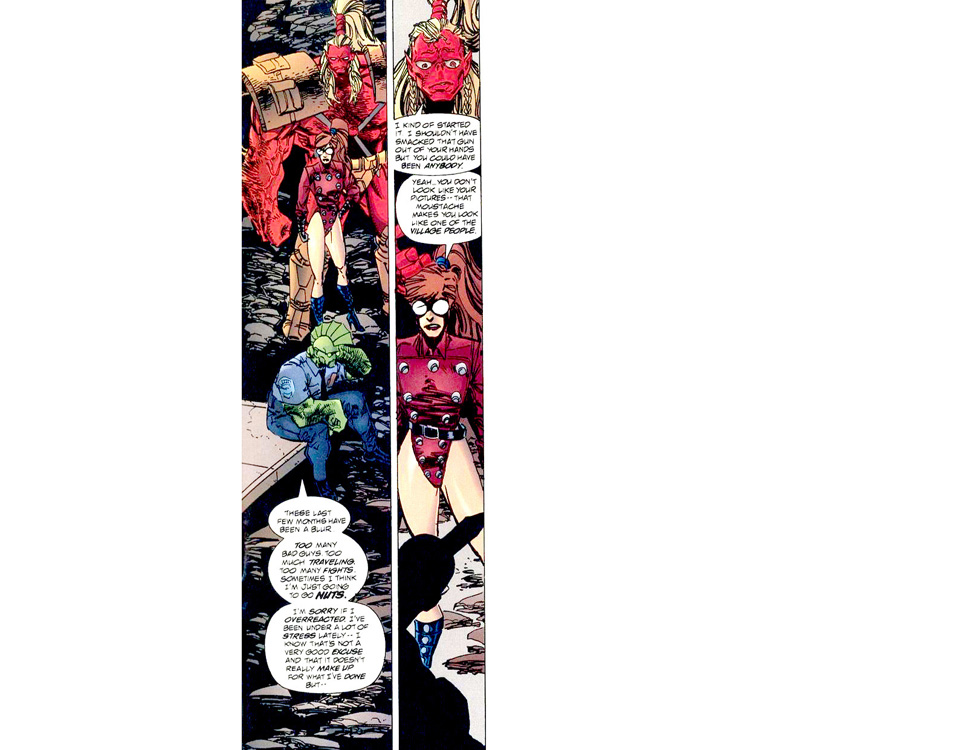 THESE LAST
FEW MONTHS HAVE
BEEN A BLUR.
TOO MANY
BAD GUYS. TOO
MUCH TRAVELING.
TOO MANY FIGHTS.
SOMETIMES I THINK
I'M JUST GOING
TO GO NUTS.
I'M SORRY IF I
OVERREACTED. I'VE
BEEN UNDER A LOT OF
STRESS LATELY-- I
KNOW THAT'S NOT A
VERY GOOD EXCUSE
AND THAT IT DOESN'T
REALLY MAKE UP
FOR WHAT I'VE DONE
BUT--
I KIND OF STARTED
IT. I SHOULDN'T HAVE
SMACKED THAT GUN
OUT OF YOUR HANDS
BUT YOU COULD HAVE
BEEN ANYBODY.
YEAH...YOU DON'T
LOOK LIKE YOUR
PICTURES--THAT
MOUSTACHE
MAKES YOU LOOK
LIKE ONE OF THE
VILLAGE PEOPLE.